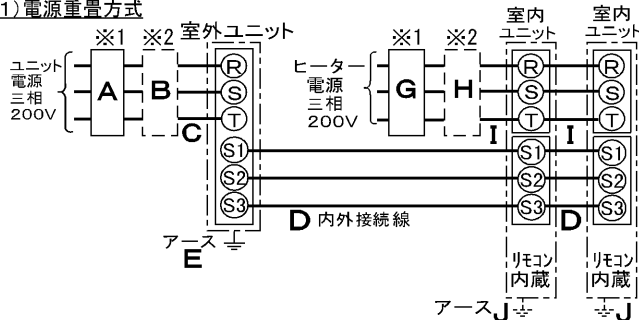 1)電源重畳方式
※1 ※2 室外ユニット
ユニット
電源
三相
200V
A B C
R
S
T
S1
S2
S3
アース
E
※1 ※2
ヒーター
電源
三相
200V
G H
室内
ユニット
室内
ユニット
R R
S S
T T
I I
S1 S1
S2 S2
S3 S3
D 内外接続線
D
リモコン
内蔵
リモコン
内蔵
アース J J